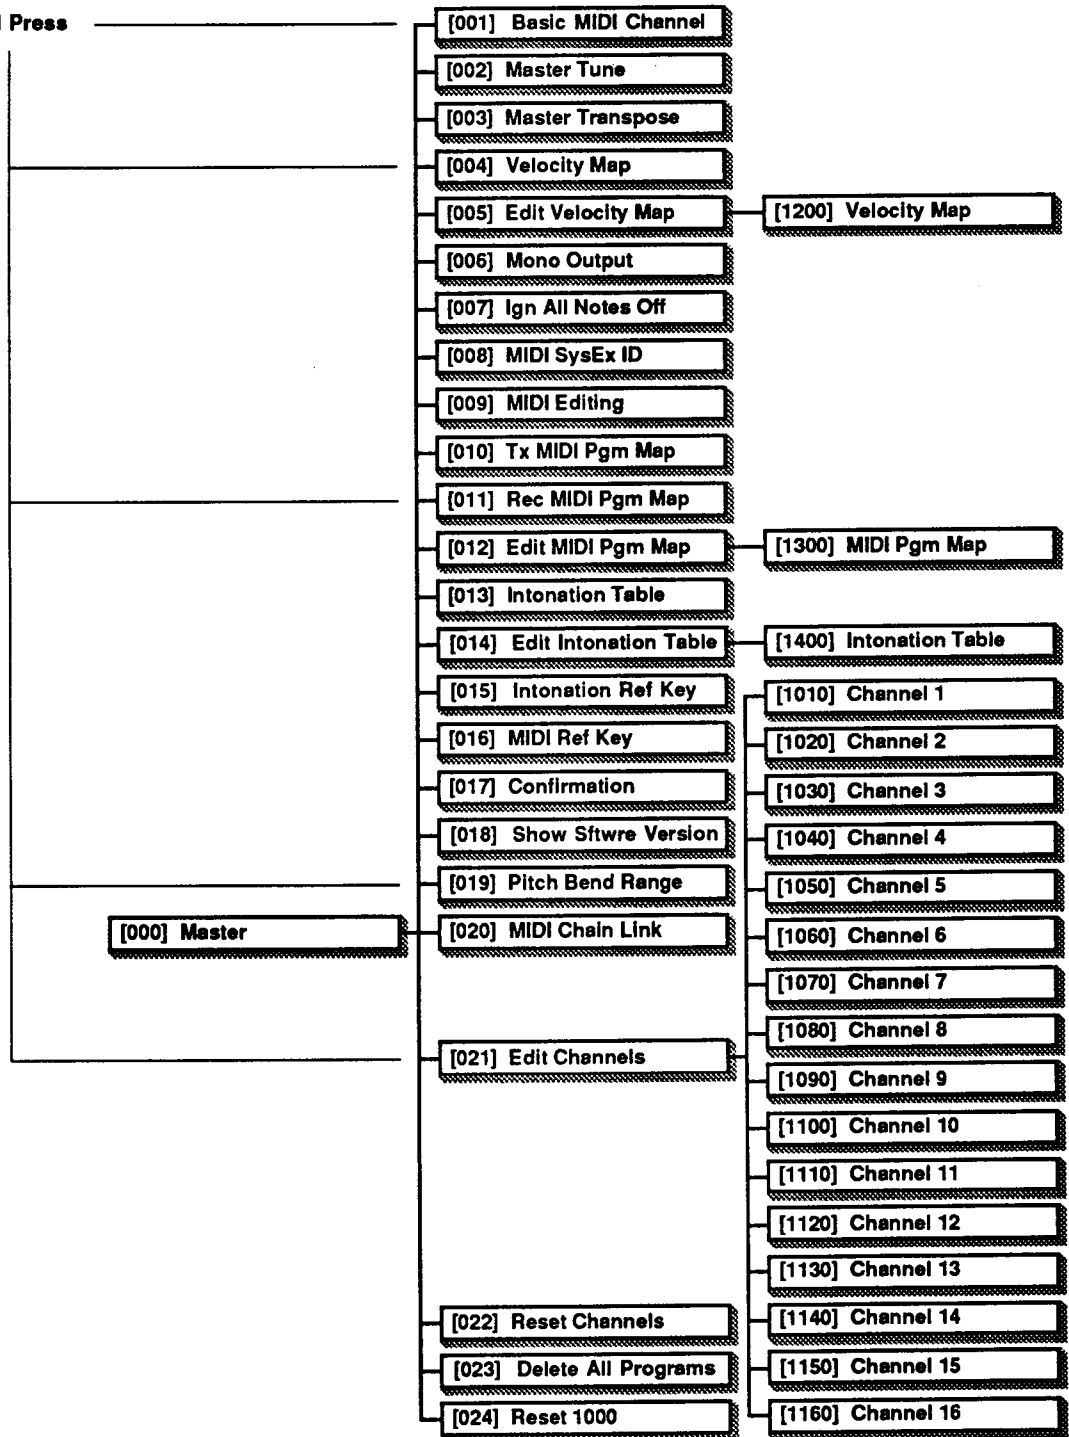 Press
[001] Basic MIDI Channel
[002] Master Tune
[003] Master Transpose
[004] Velocity Map
[005] Edit Velocity Map
[1200] Velocity Map
[006] Mono Output
[007] Ign All Notes Off
[008] MIDI SysEx ID
[009] MIDI Editing
[010] Tx MIDI Pgm Map
[011] Rec MIDI Pgm Map
[012] Edit MIDI Pgm Map
[1300] MIDI Pgm Map
[013] Intonation Table
[014] Edit Intonation Table
[1400] Intonation Table
[015] Intonation Ref Key
[016] MIDI Ref Key
[017] Confirmation
[018] Show Sftwre Version
[019] Pitch Bend Range
[000] Master
[020] MIDI Chain Link
[021] Edit Channels
[1010] Channel 1
[1020] Channel 2
[1030] Channel 3
[1040] Channel 4
[1050] Channel 5
[1060] Channel 6
[1070] Channel 7
[1080] Channel 8
[1090] Channel 9
[1100] Channel 10
[1110] Channel 11
[1120] Channel 12
[1130] Channel 13
[1140] Channel 14
[1150] Channel 15
[1160] Channel 16
[022] Reset Channels
[023] Delete All Programs
[024] Reset 1000